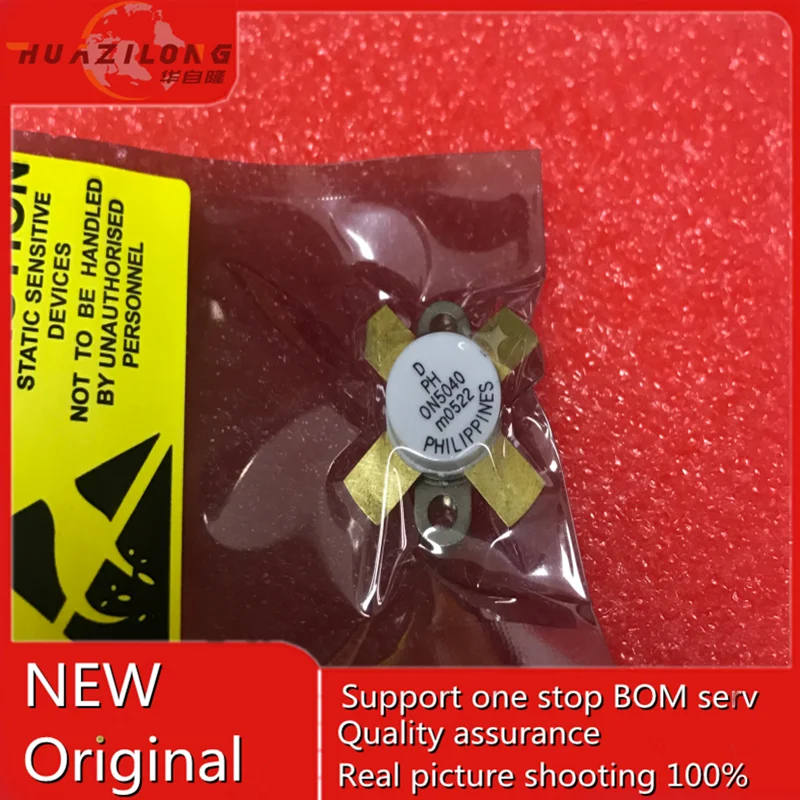 HUAZILONG
华自隆
STATIC SENSITIVE
DEVICES
NOT TO BE HANDLED
BY UNAUTHORISED
PERSONNEL
D
PH
ON5040
m0522
PHILIPPINES
NEW
Original
Support one stop BOM serv
Quality assurance
Real picture shooting 100%